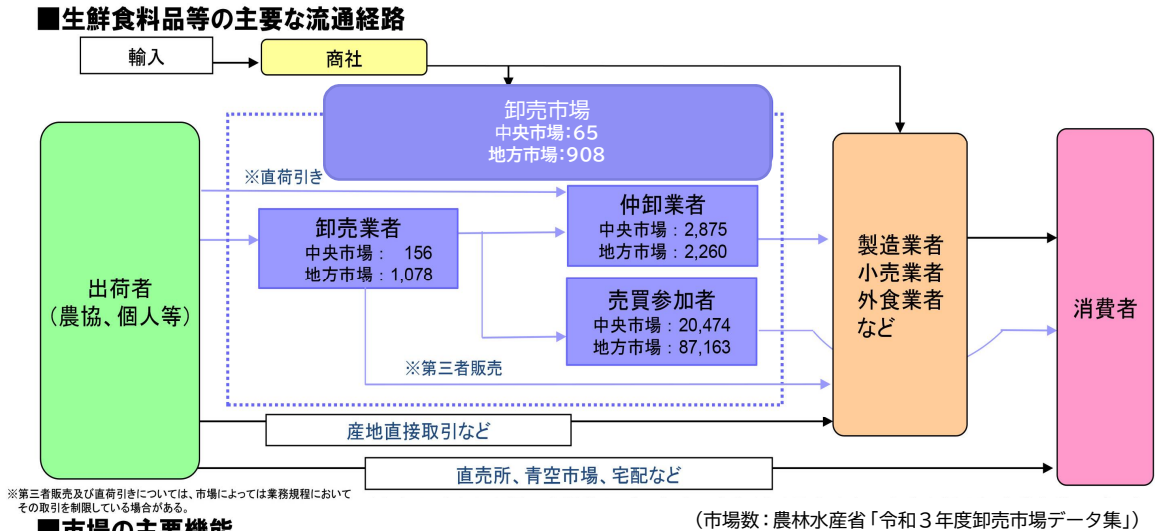 ■生鮮食料品等の主要な流通経路
輸入
商社
卸売市場
中央市場:65
地方市場:908
※直荷引き
仲卸業者
中央市場：2,875
地方市場：2,260
卸売業者
中央市場： 156
地方市場：1,078
出荷者
（農協、個人等）
売買参加者
中央市場：20,474
地方市場：87,163
※第三者販売
製造業者
小売業者
外食業者
など
消費者
産地直接取引など
直売所、青空市場、宅配など
※第三者販売及び直荷引きについては、市場によっては業務規程において
その取引を制限している場合がある。
（市場数：農林水産省「令和３年度卸売市場データ集」）
■市場の主要機能